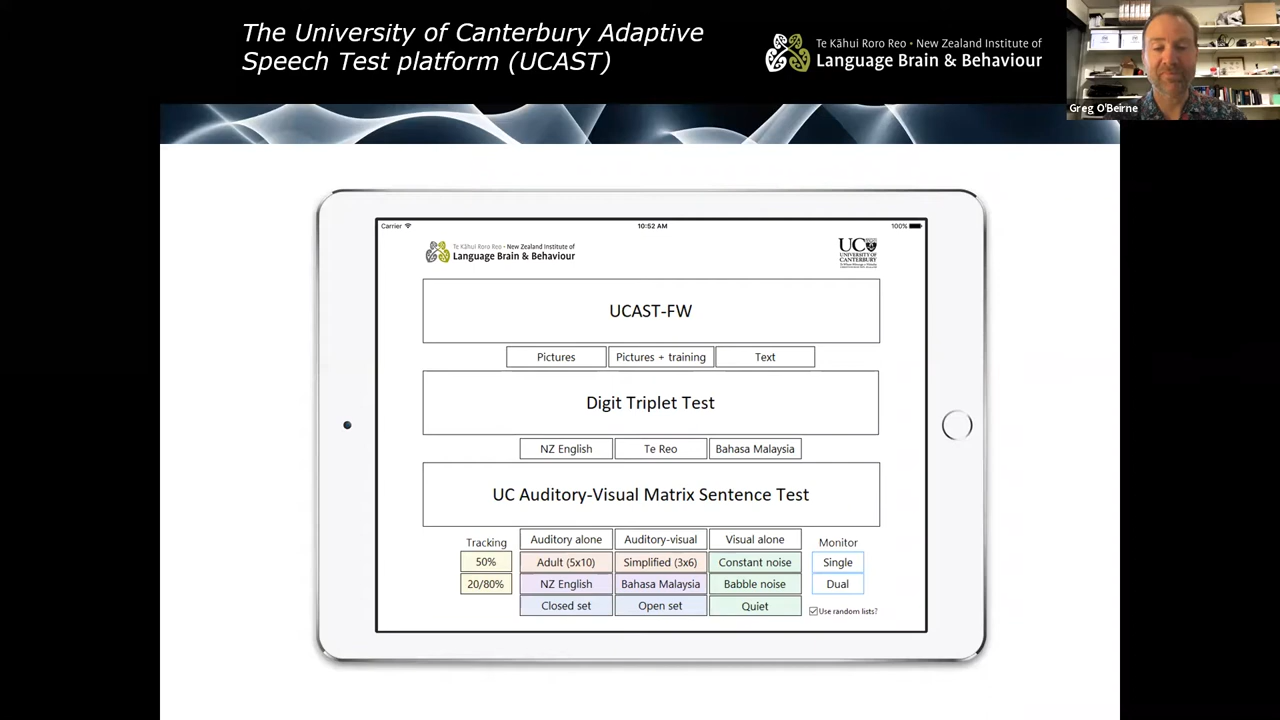 The University of Canterbury Adaptive
Speech Test platform (UCAST)
Te Kāhui Roro Reo • New Zealand Institute of
Language Brain & Behaviour
Greg O'Beirne
Carrier
10:52 AM
100%
Te Kāhui Roro Reo • New Zealand Institute of
Language Brain & Behaviour
UC
UNIVERSITY OF
CANTERBURY
UCAST-FW
Pictures
Pictures + training
Text
Digit Triplet Test
NZ English
Te Reo
Bahasa Malaysia
UC Auditory-Visual Matrix Sentence Test
Tracking
Auditory alone
Auditory-visual
Visual alone
Monitor
50%
Adult (5x10)
Simplified (3x6)
Constant noise
Single
20/80%
NZ English
Bahasa Malaysia
Babble noise
Dual
Closed set
Open set
Quiet
Use random lists?